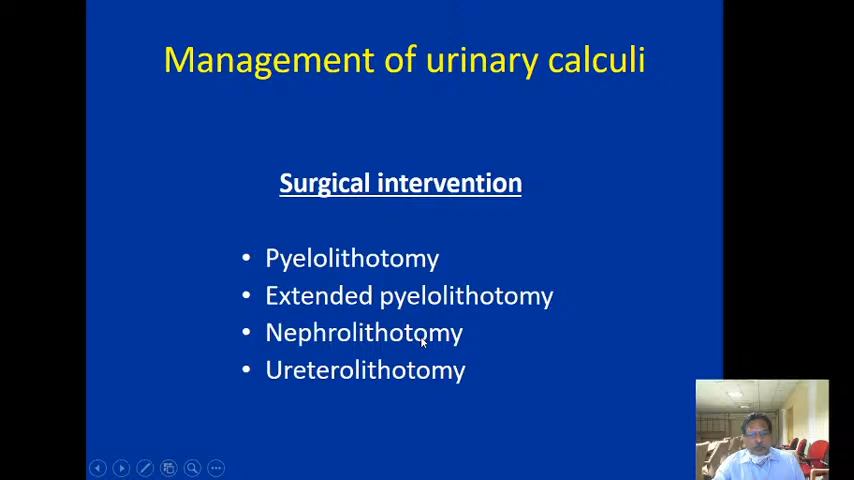 Management of urinary calculi
Surgical intervention
• Pyelolithotomy
• Extended pyelolithotomy
• Nephrolithotomy
• Ureterolithotomy